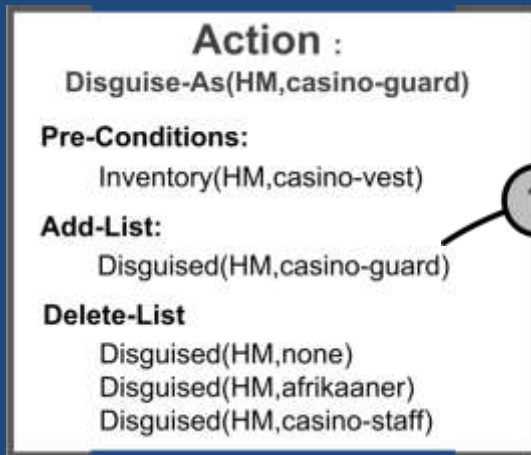 Action :
Disguise-As(HM,casino-guard)
Pre-Conditions:
Inventory(HM,casino-vest)
Add-List:
Disguised(HM,casino-guard)
Delete-List
Disguised(HM,none)
Disguised(HM,afrikaaner)
Disguised(HM,casino-staff)